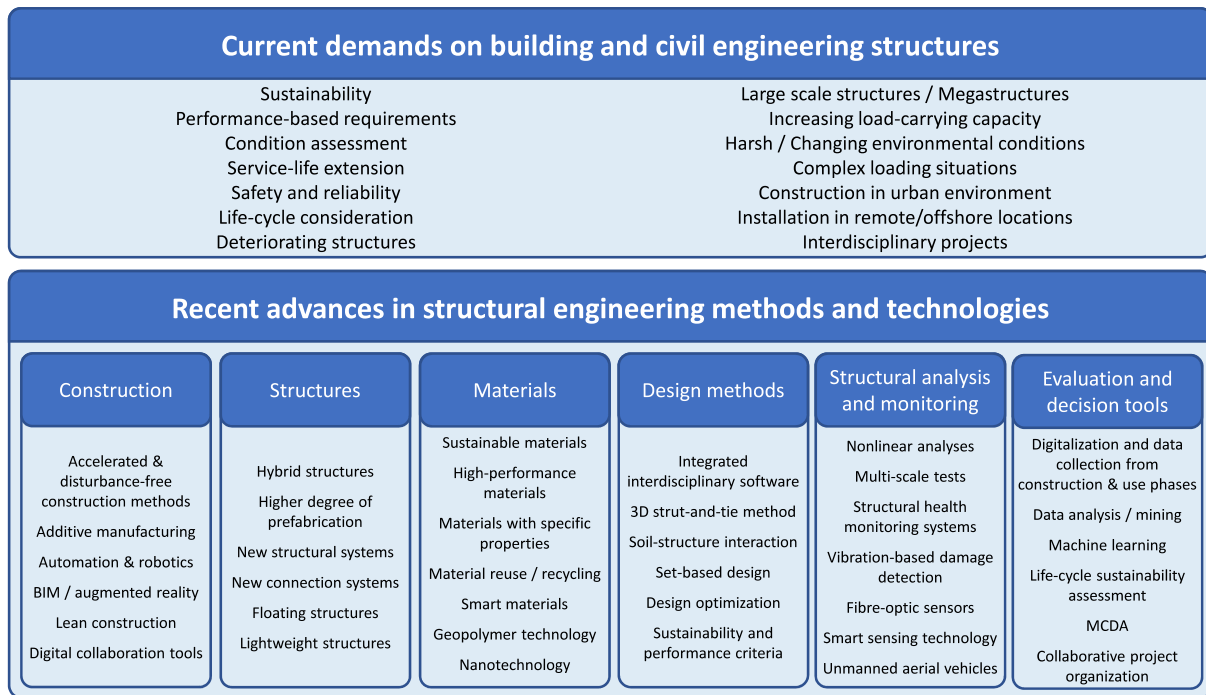 Current demands on building and civil engineering structures
Sustainability
Performance-based requirements
Condition assessment
Service-life extension
Safety and reliability
Life-cycle consideration
Deteriorating structures
Large scale structures / Megastructures
Increasing load-carrying capacity
Harsh / Changing environmental conditions
Complex loading situations
Construction in urban environment
Installation in remote/offshore locations
Interdisciplinary projects
Recent advances in structural engineering methods and technologies
Construction
Accelerated &
disturbance-free
construction methods
Additive manufacturing
Automation & robotics
BIM / augmented reality
Lean construction
Digital collaboration tools
Structures
Hybrid structures
Higher degree of
prefabrication
New structural systems
New connection systems
Floating structures
Lightweight structures
Materials
Sustainable materials
High-performance
materials
Materials with specific
properties
Material reuse / recycling
Smart materials
Geopolymer technology
Nanotechnology
Design methods
Integrated
interdisciplinary software
3D strut-and-tie method
Soil-structure interaction
Set-based design
Design optimization
Sustainability and
performance criteria
Structural analysis
and monitoring
Nonlinear analyses
Multi-scale tests
Structural health
monitoring systems
Vibration-based damage
detection
Fibre-optic sensors
Smart sensing technology
Unmanned aerial vehicles
Evaluation and
decision tools
Digitalization and data
collection from
construction & use phases
Data analysis / mining
Machine learning
Life-cycle sustainability
assessment
MCDA
Collaborative project
organization